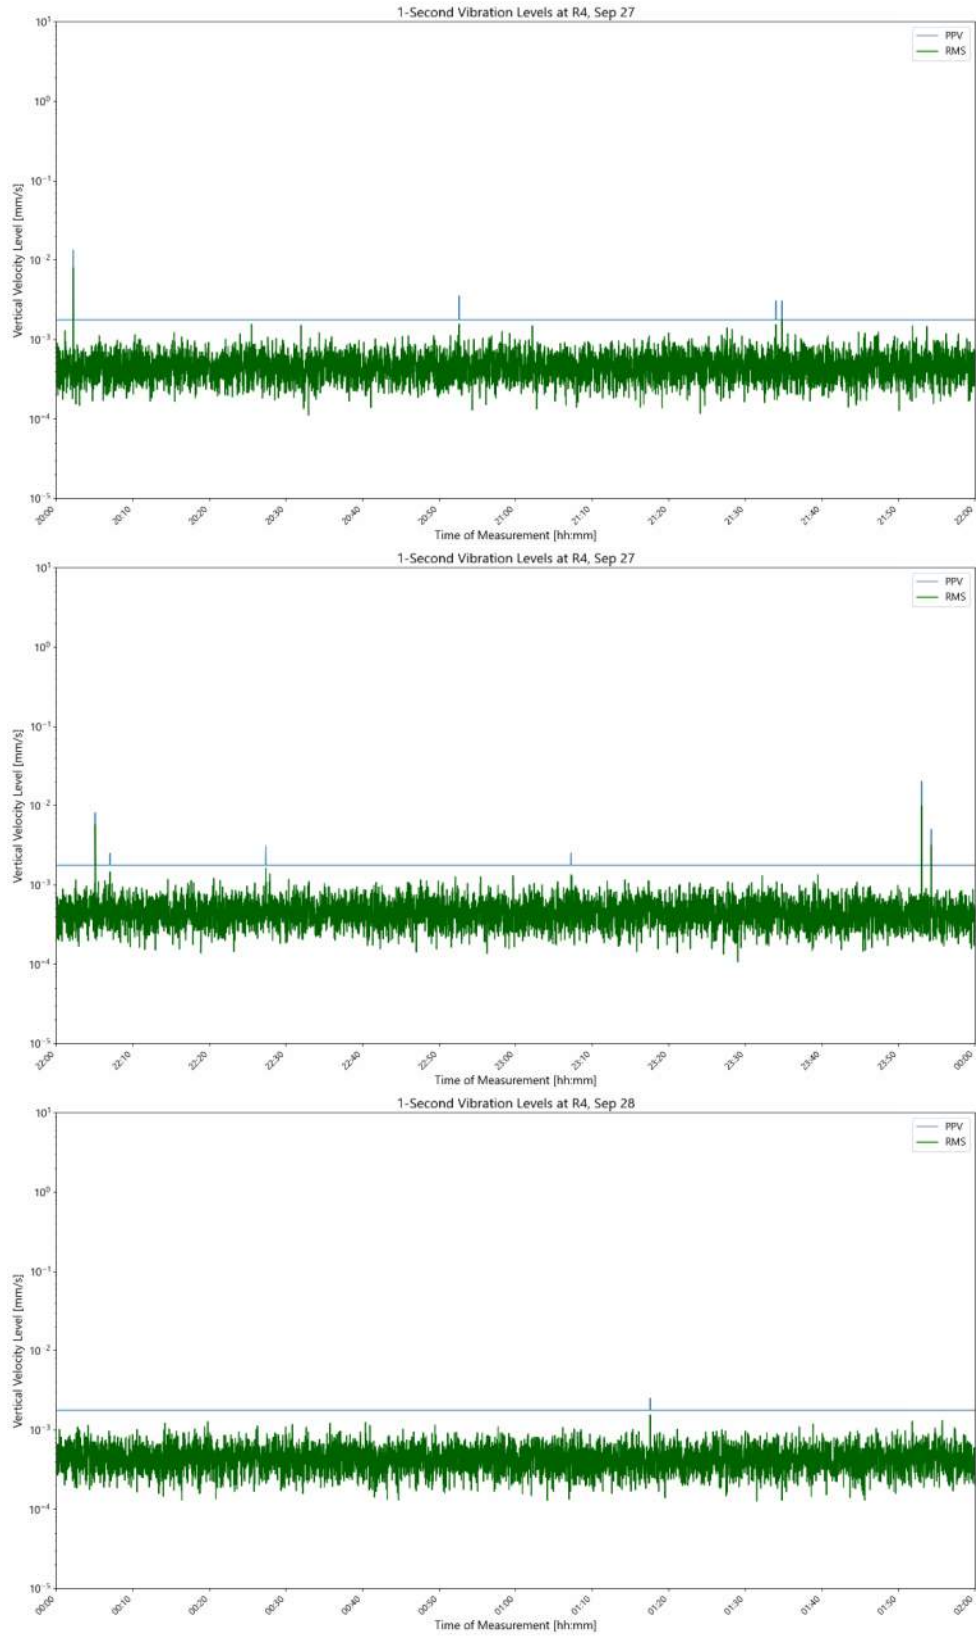 1-Second Vibration Levels at R4, Sep 27
PPV
RMS
Vertical Velocity Level [mm/s]
10¹
10⁰
10⁻¹
10⁻²
10⁻³
10⁻⁴
10⁻⁵
20:00 20:10 20:20 20:30 20:40 20:50 21:00 21:10 21:20 21:30 21:40 21:50 22:00
Time of Measurement [hh:mm]
1-Second Vibration Levels at R4, Sep 27
PPV
RMS
Vertical Velocity Level [mm/s]
10¹
10⁰
10⁻¹
10⁻²
10⁻³
10⁻⁴
10⁻⁵
22:00 22:10 22:20 22:30 22:40 22:50 23:00 23:10 23:20 23:30 23:40 23:50 00:00
Time of Measurement [hh:mm]
1-Second Vibration Levels at R4, Sep 28
PPV
RMS
Vertical Velocity Level [mm/s]
10¹
10⁰
10⁻¹
10⁻²
10⁻³
10⁻⁴
10⁻⁵
00:00 00:10 00:20 00:30 00:40 00:50 01:00 01:10 01:20 01:30 01:40 01:50 02:00
Time of Measurement [hh:mm]